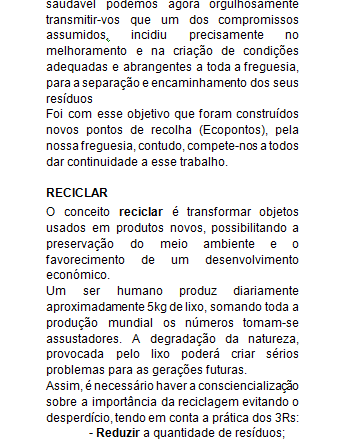 saudável podemos agora orgulhosamente
transmitir-vos que um dos compromissos
assumidos, incidiu precisamente no
melhoramento e na criação de condições
adequadas e abrangentes a toda a freguesia,
para a separação e encaminhamento dos seus
resíduos
Foi com esse objetivo que foram construídos
novos pontos de recolha (Ecopontos), pela
nossa freguesia, contudo, compete-nos a todos
dar continuidade a esse trabalho.
RECICLAR
O conceito reciclar é transformar objetos
usados em produtos novos, possibilitando a
preservação do meio ambiente e o
favorecimento de um desenvolvimento
económico.
Um ser humano produz diariamente
aproximadamente 5kg de lixo, somando toda a
produção mundial os números tornam-se
assustadores. A degradação da natureza,
provocada pelo lixo poderá criar sérios
problemas para as gerações futuras.
Assim, é necessário haver a consciencialização
sobre a importância da reciclagem evitando o
desperdício, tendo em conta a prática dos 3Rs:
- Reduzir a quantidade de resíduos;